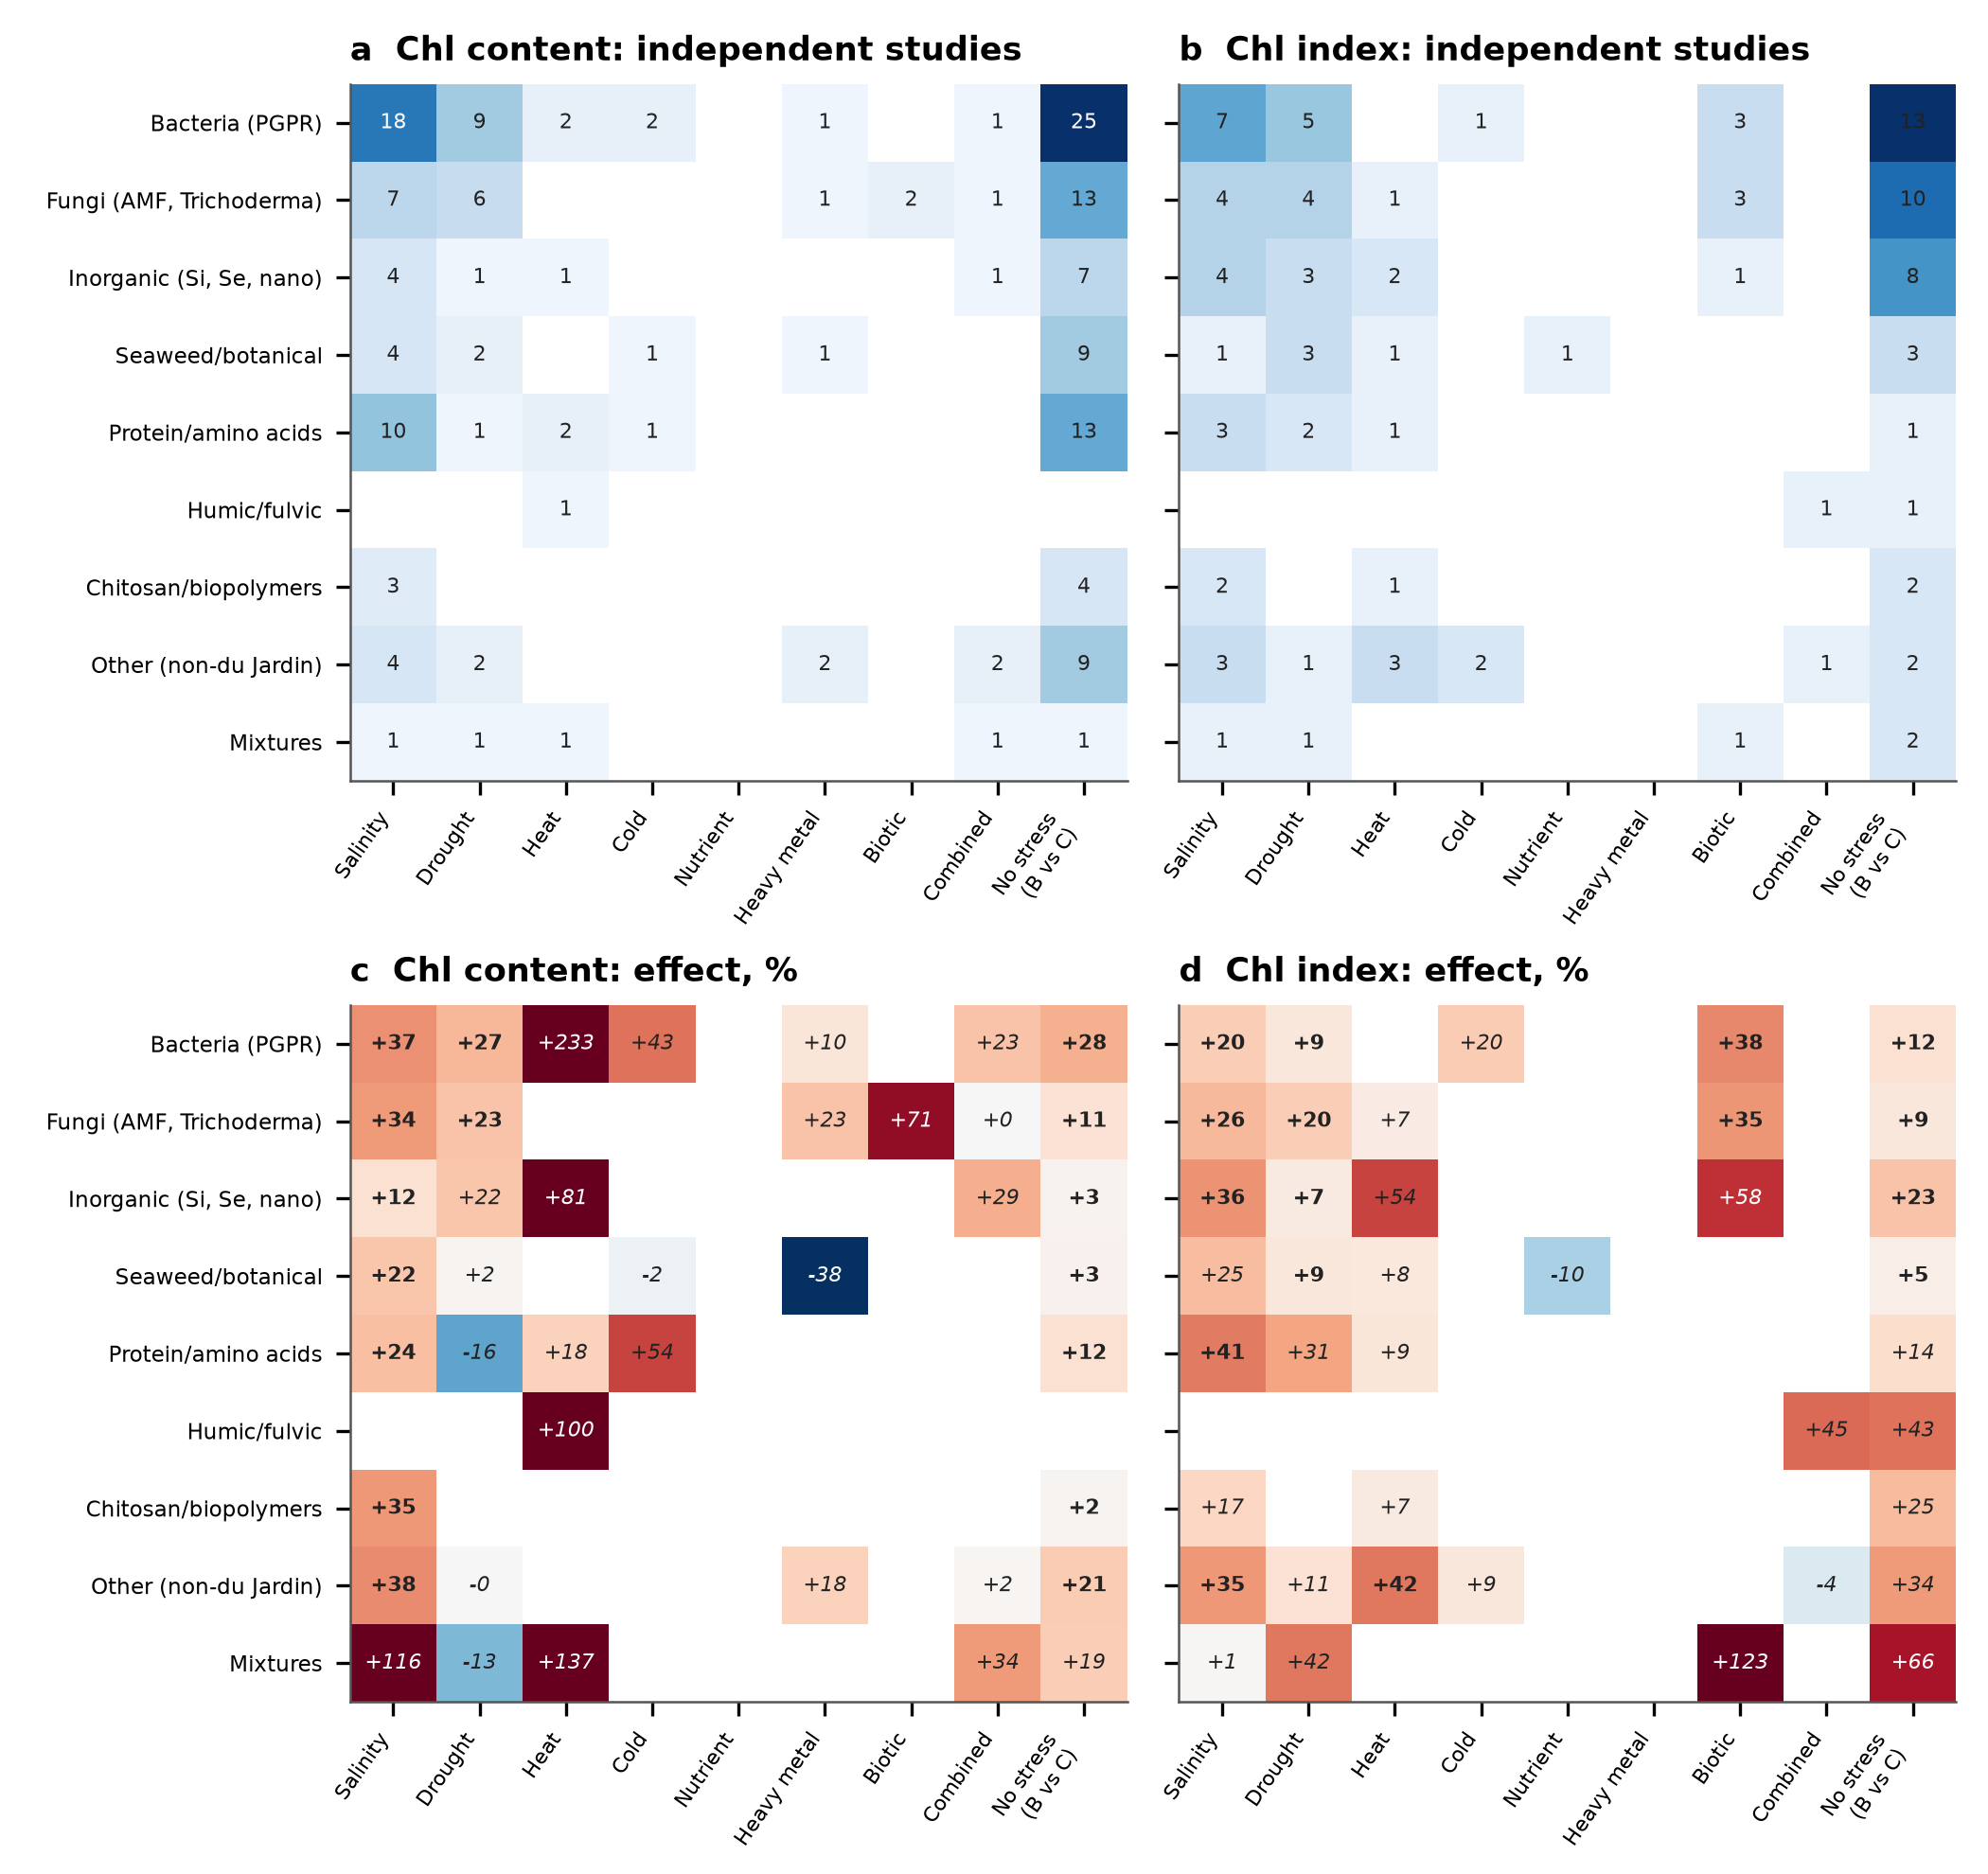 a  Chl content: independent studies
Bacteria (PGPR) 18 9 2 2 1 1 25
Fungi (AMF, Trichoderma) 7 6 1 2 1 13
Inorganic (Si, Se, nano) 4 1 1 1 7
Seaweed/botanical 4 2 1 1 9
Protein/amino acids 10 1 2 1 13
Humic/fulvic 1
Chitosan/biopolymers 3 4
Other (non-du Jardin) 4 2 2 2 9
Mixtures 1 1 1 1 1
Salinity Drought Heat Cold Nutrient Heavy metal Biotic Combined No stress
(B vs C)
b  Chl index: independent studies
7 5 1 3 13
4 4 1 3 10
4 3 2 1 8
1 3 1 1 3
3 2 1 1
1 1
2 1 2
3 1 3 2 1 2
1 1 1 2
Salinity Drought Heat Cold Nutrient Heavy metal Biotic Combined No stress
(B vs C)
c  Chl content: effect, %
Bacteria (PGPR) +37 +27 +233 +43 +10 +23 +28
Fungi (AMF, Trichoderma) +34 +23 +23 +71 +0 +11
Inorganic (Si, Se, nano) +12 +22 +81 +29 +3
Seaweed/botanical +22 +2 -2 -38 +3
Protein/amino acids +24 -16 +18 +54 +12
Humic/fulvic +100
Chitosan/biopolymers +35 +2
Other (non-du Jardin) +38 -0 +18 +2 +21
Mixtures +116 -13 +137 +34 +19
Salinity Drought Heat Cold Nutrient Heavy metal Biotic Combined No stress
(B vs C)
d  Chl index: effect, %
+20 +9 +20 +38 +12
+26 +20 +7 +35 +9
+36 +7 +54 +58 +23
+25 +9 +8 -10 +5
+41 +31 +9 +14
+45 +43
+17 +7 +25
+35 +11 +42 +9 -4 +34
+1 +42 +123 +66
Salinity Drought Heat Cold Nutrient Heavy metal Biotic Combined No stress
(B vs C)